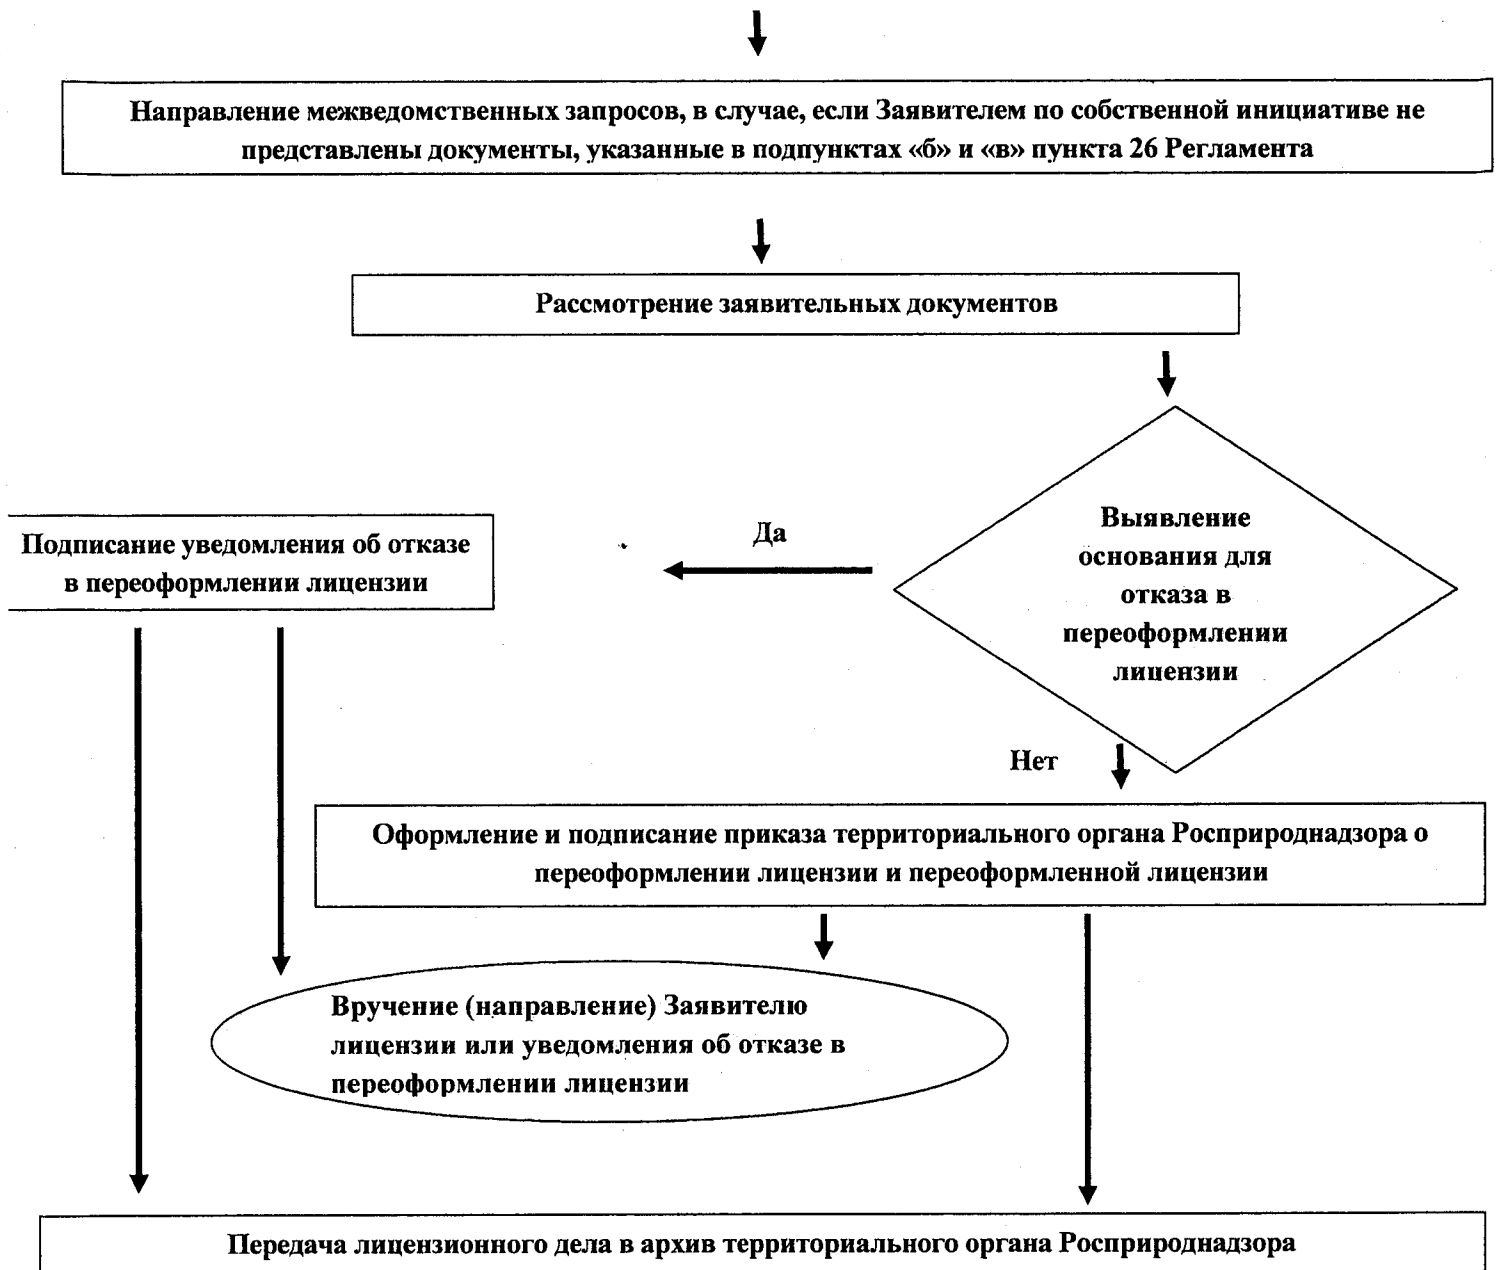 Направление межведомственных запросов, в случае, если Заявителем по собственной инициативе не
представлены документы, указанные в подпунктах «б» и «в» пункта 26 Регламента
Рассмотрение заявительных документов
Выявление
основания для
отказа в
переоформлении
лицензии
Да
Подписание уведомления об отказе
в переоформлении лицензии
Нет
Оформление и подписание приказа территориального органа Росприроднадзора о
переоформлении лицензии и переоформленной лицензии
Вручение (направление) Заявителю
лицензии или уведомления об отказе в
переоформлении лицензии
Передача лицензионного дела в архив территориального органа Росприроднадзора